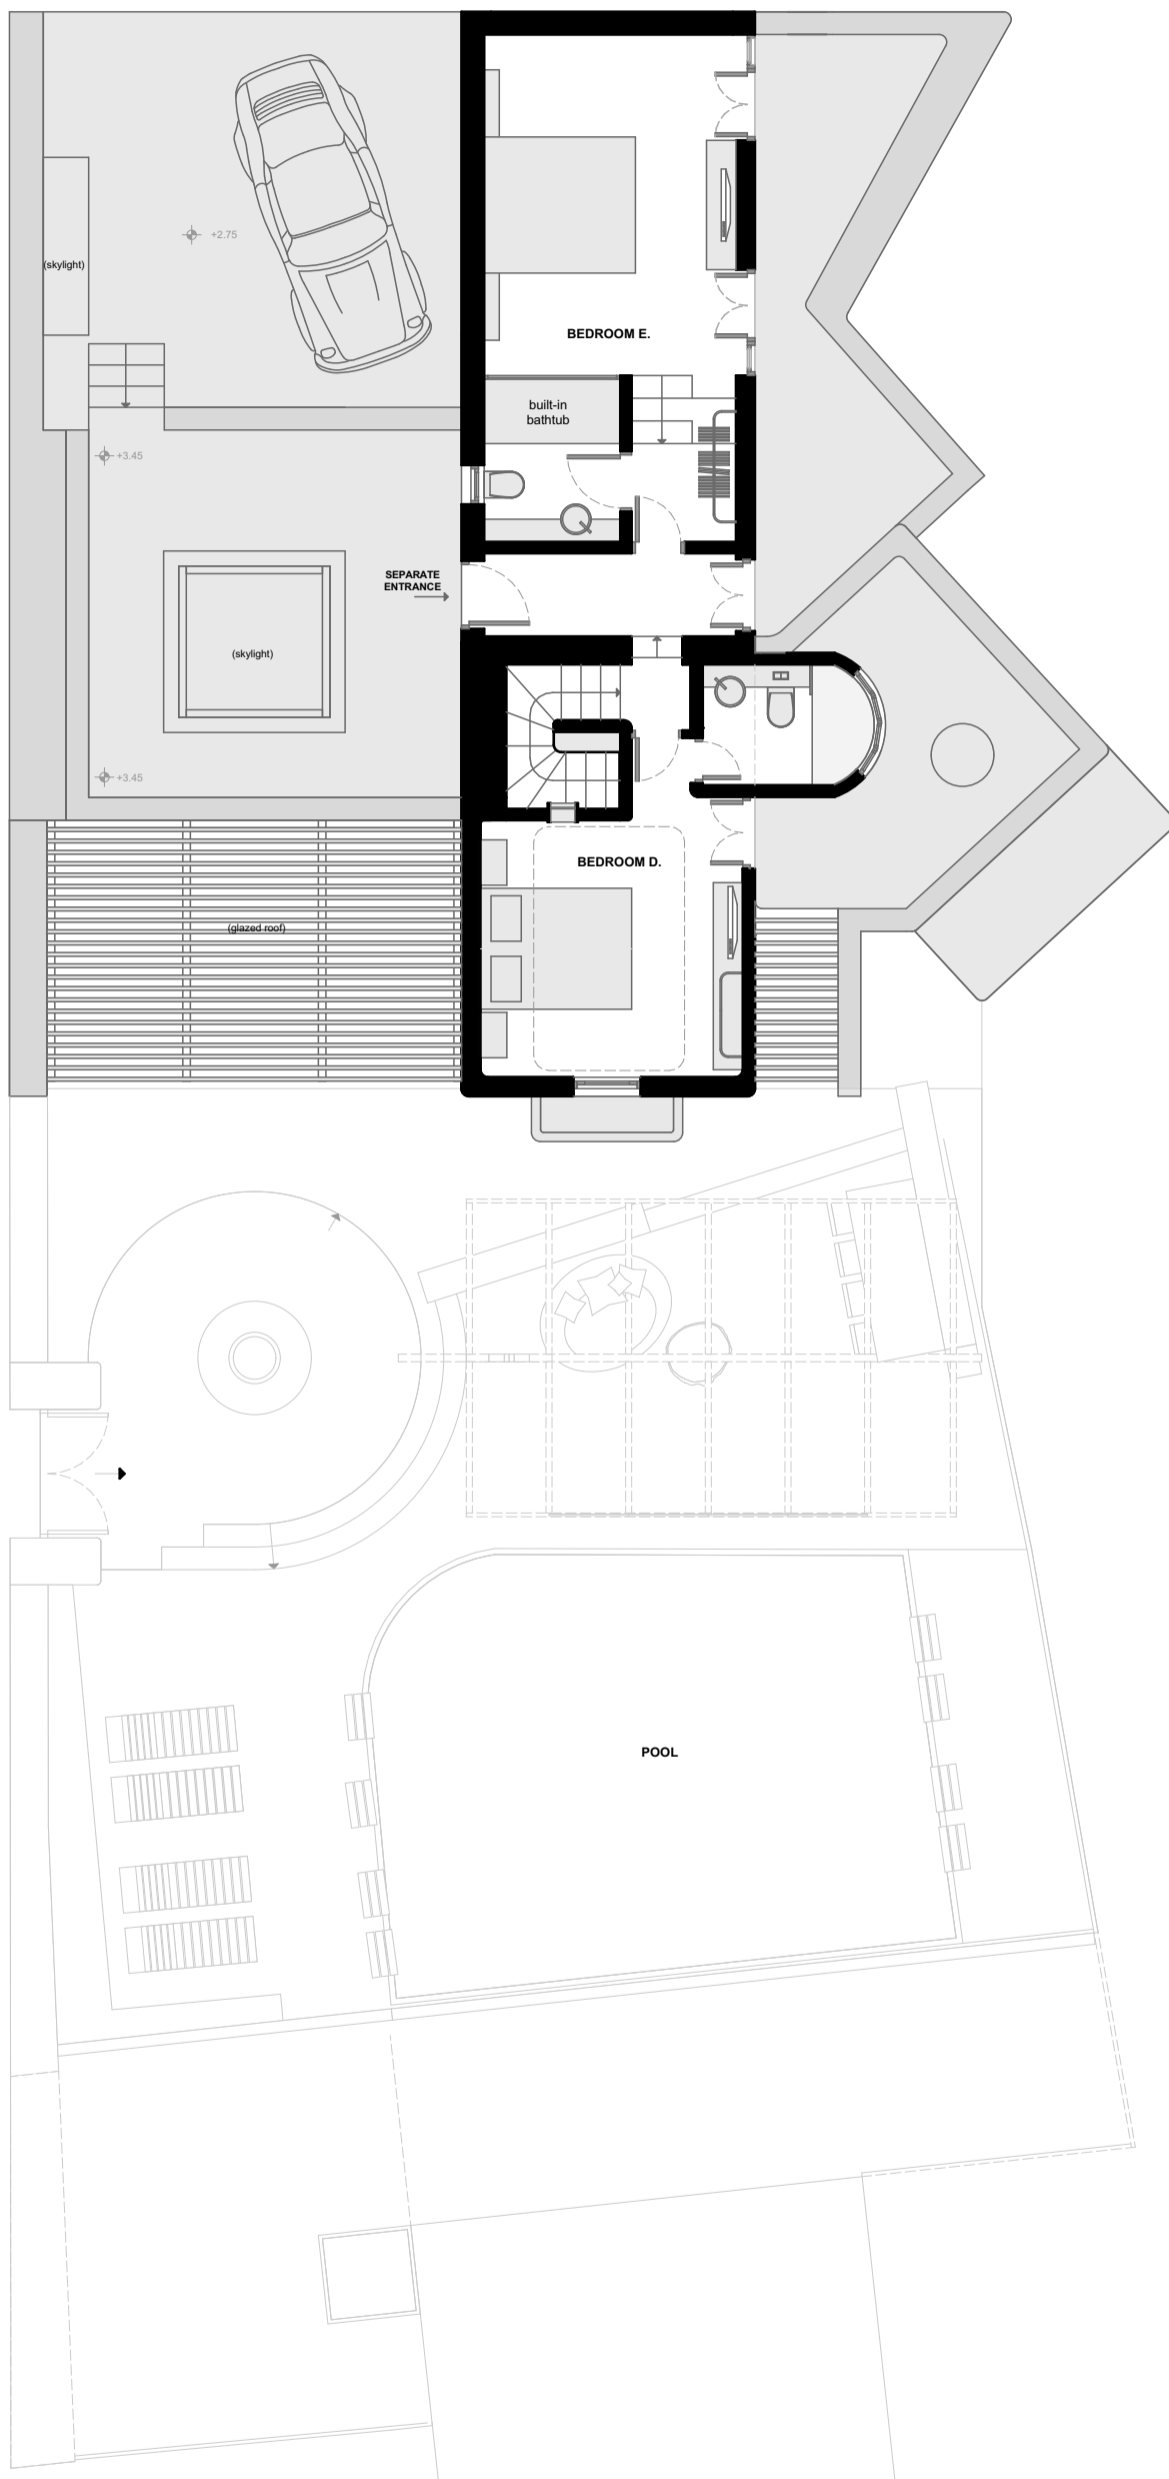 +2.75
(skylight)
BEDROOM E.
built-in
bathtub
+3.45
SEPARATE
ENTRANCE
(skylight)
+3.45
BEDROOM D.
(glazed roof)
POOL